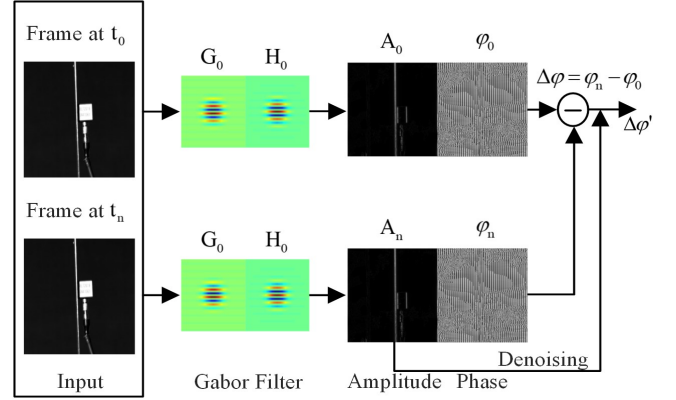 Frame at t₀
G₀ H₀
A₀ φ₀
Δφ = φₙ − φ₀
−
Δφ'
Frame at tₙ
G₀ H₀
Aₙ φₙ
Denoising
Input
Gabor Filter
Amplitude Phase